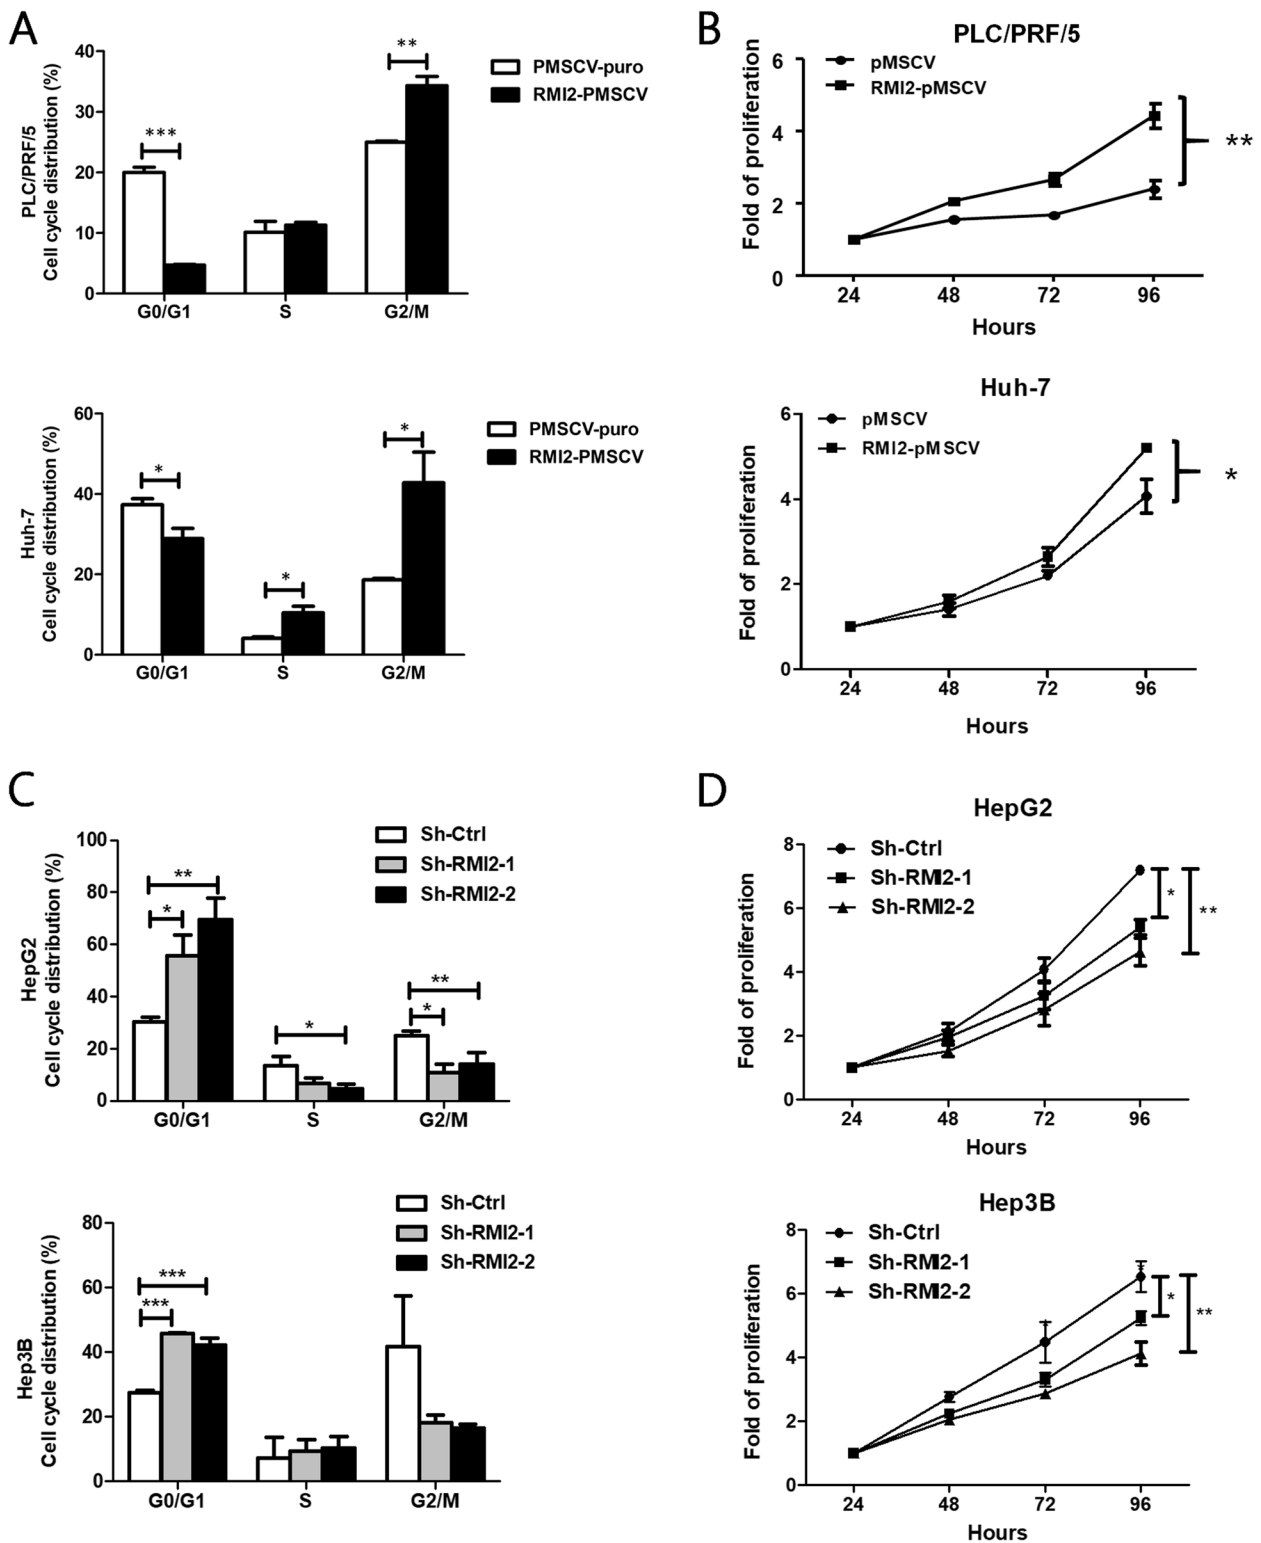 A
PLC/PRF/5
Cell cycle distribution (%)
40
30
20
10
0
***
**
G0/G1
S
G2/M
PMSCV-puro
RMI2-PMSCV
B
PLC/PRF/5
Fold of proliferation
6
4
2
0
pMSCV
RMI2-pMSCV
**
24
48
72
96
Hours
Huh-7
Cell cycle distribution (%)
60
40
20
0
*
*
*
G0/G1
S
G2/M
PMSCV-puro
RMI2-PMSCV
Huh-7
Fold of proliferation
6
4
2
0
pMSCV
RMI2-pMSCV
*
24
48
72
96
Hours
C
HepG2
Cell cycle distribution (%)
100
80
60
40
20
0
**
*
*
**
*
G0/G1
S
G2/M
Sh-Ctrl
Sh-RMI2-1
Sh-RMI2-2
D
HepG2
Fold of proliferation
8
6
4
2
0
Sh-Ctrl
Sh-RMI2-1
Sh-RMI2-2
*
**
24
48
72
96
Hours
Hep3B
Cell cycle distribution (%)
80
60
40
20
0
***
***
G0/G1
S
G2/M
Sh-Ctrl
Sh-RMI2-1
Sh-RMI2-2
Hep3B
Fold of proliferation
8
6
4
2
0
Sh-Ctrl
Sh-RMI2-1
Sh-RMI2-2
*
**
24
48
72
96
Hours